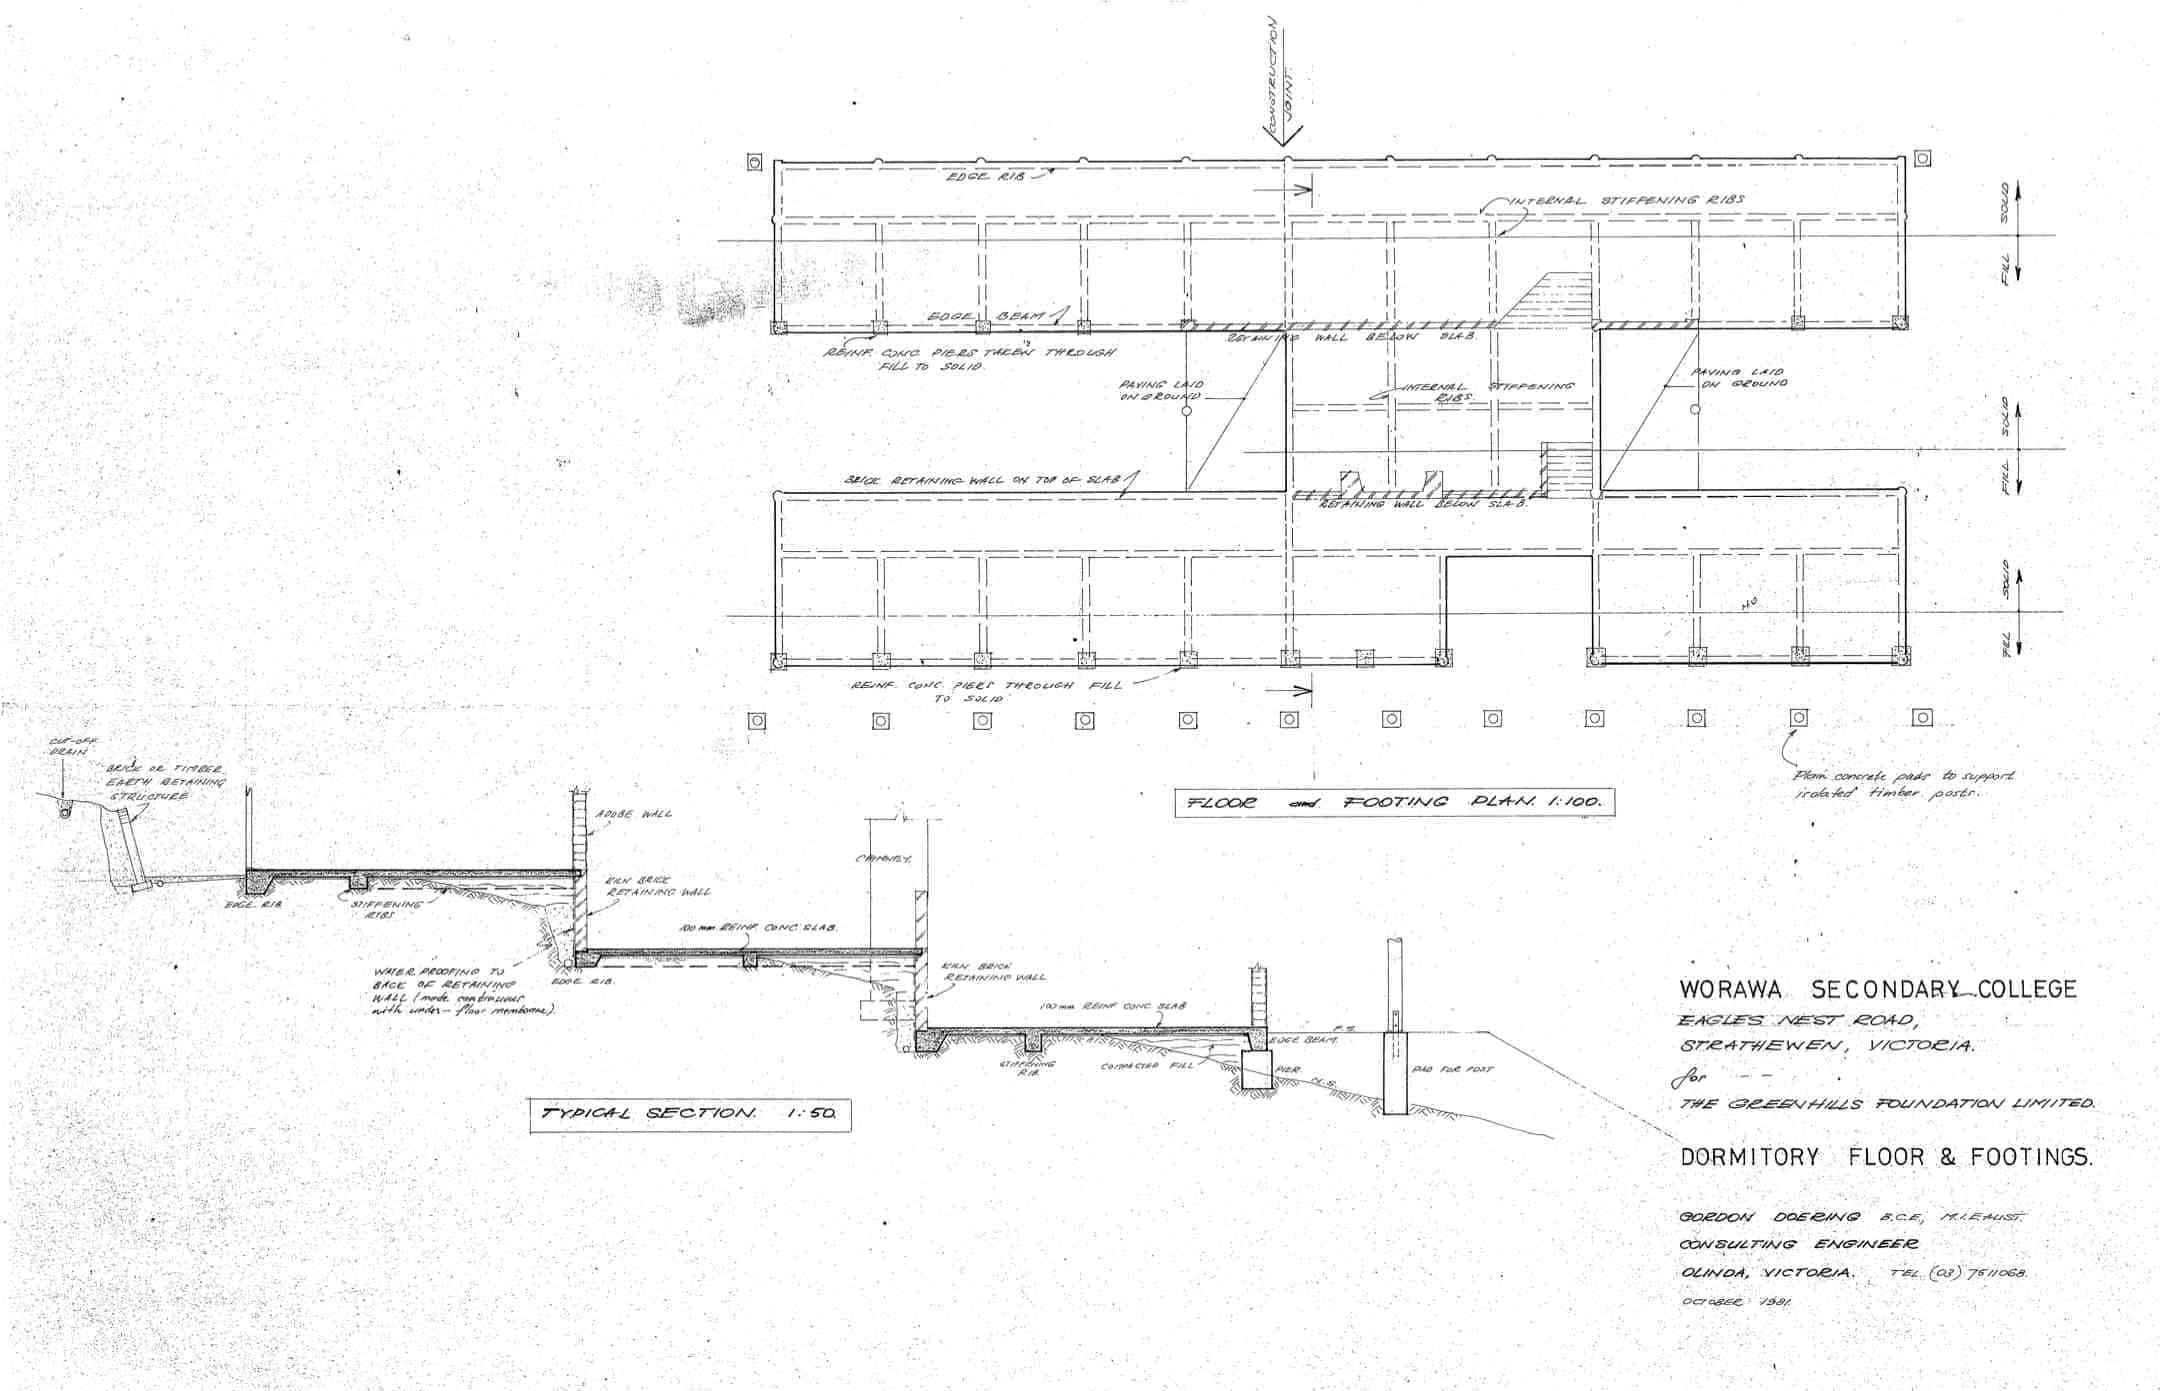 CONSTRUCTION
JOINT.
EDGE RIB
INTERNAL STIFFENING RIBS
SOLID
FILL
EDGE BEAM
REINF. CONC. PIERS TAKEN THROUGH
FILL TO SOLID.
RETAINING WALL BELOW SLAB.
PAVING LAID
ON GROUND
INTERNAL STIFFENING
RIBS.
PAVING LAID
ON GROUND
SOLID
FILL
BRICK RETAINING WALL ON TOP OF SLAB
RETAINING WALL BELOW SLAB.
SOLID
FILL
REINF. CONC. PIERS THROUGH FILL
TO SOLID.
Plain concrete pads to support
isolated timber posts.
FLOOR and FOOTING PLAN. 1:100.
CUT-OFF
DRAIN
BRICK OR TIMBER
EARTH RETAINING
STRUCTURE
ADOBE WALL
CHIMNEY.
KILN BRICK
RETAINING WALL
EDGE RIB
STIFFENING
RIBS
100 mm REINF. CONC. SLAB.
WATER PROOFING TO
BACK OF RETAINING
WALL (made continuous
with under-floor membrane).
EDGE RIB.
KILN BRICK
RETAINING WALL
100mm REINF. CONC SLAB
F.S.
EDGE BEAM.
STIFFENING
RIB.
COMPACTED FILL
PIER.
N.S.
PAD FOR POST
TYPICAL SECTION. 1:50.
WORAWA SECONDARY COLLEGE
EAGLES NEST ROAD,
STRATHEWEN, VICTORIA.
for
THE GREENHILLS FOUNDATION LIMITED.
DORMITORY FLOOR & FOOTINGS.
GORDON DOERING B.C.E, M.I.E.AUST.
CONSULTING ENGINEER
OLINDA, VICTORIA. TEL (03) 7511068.
OCTOBER 1981.